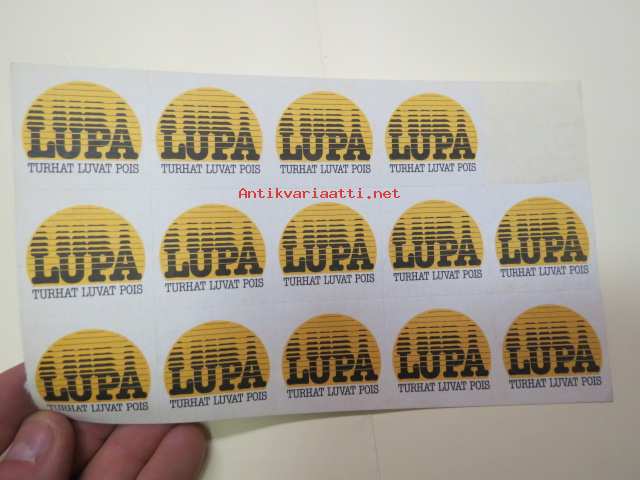 LUPA LUPA LUPA LUPA
TURHAT LUVAT POIS TURHAT LUVAT POIS TURHAT LUVAT POIS TURHAT LUVAT POIS
Antikvariaatti.net
LUPA LUPA LUPA LUPA LUPA
TURHAT LUVAT POIS TURHAT LUVAT POIS TURHAT LUVAT POIS TURHAT LUVAT POIS TURHAT LUVAT POIS
LUPA LUPA LUPA LUPA LUPA
TURHAT LUVAT POIS TURHAT LUVAT POIS TURHAT LUVAT POIS TURHAT LUVAT POIS TURHAT LUVAT POIS